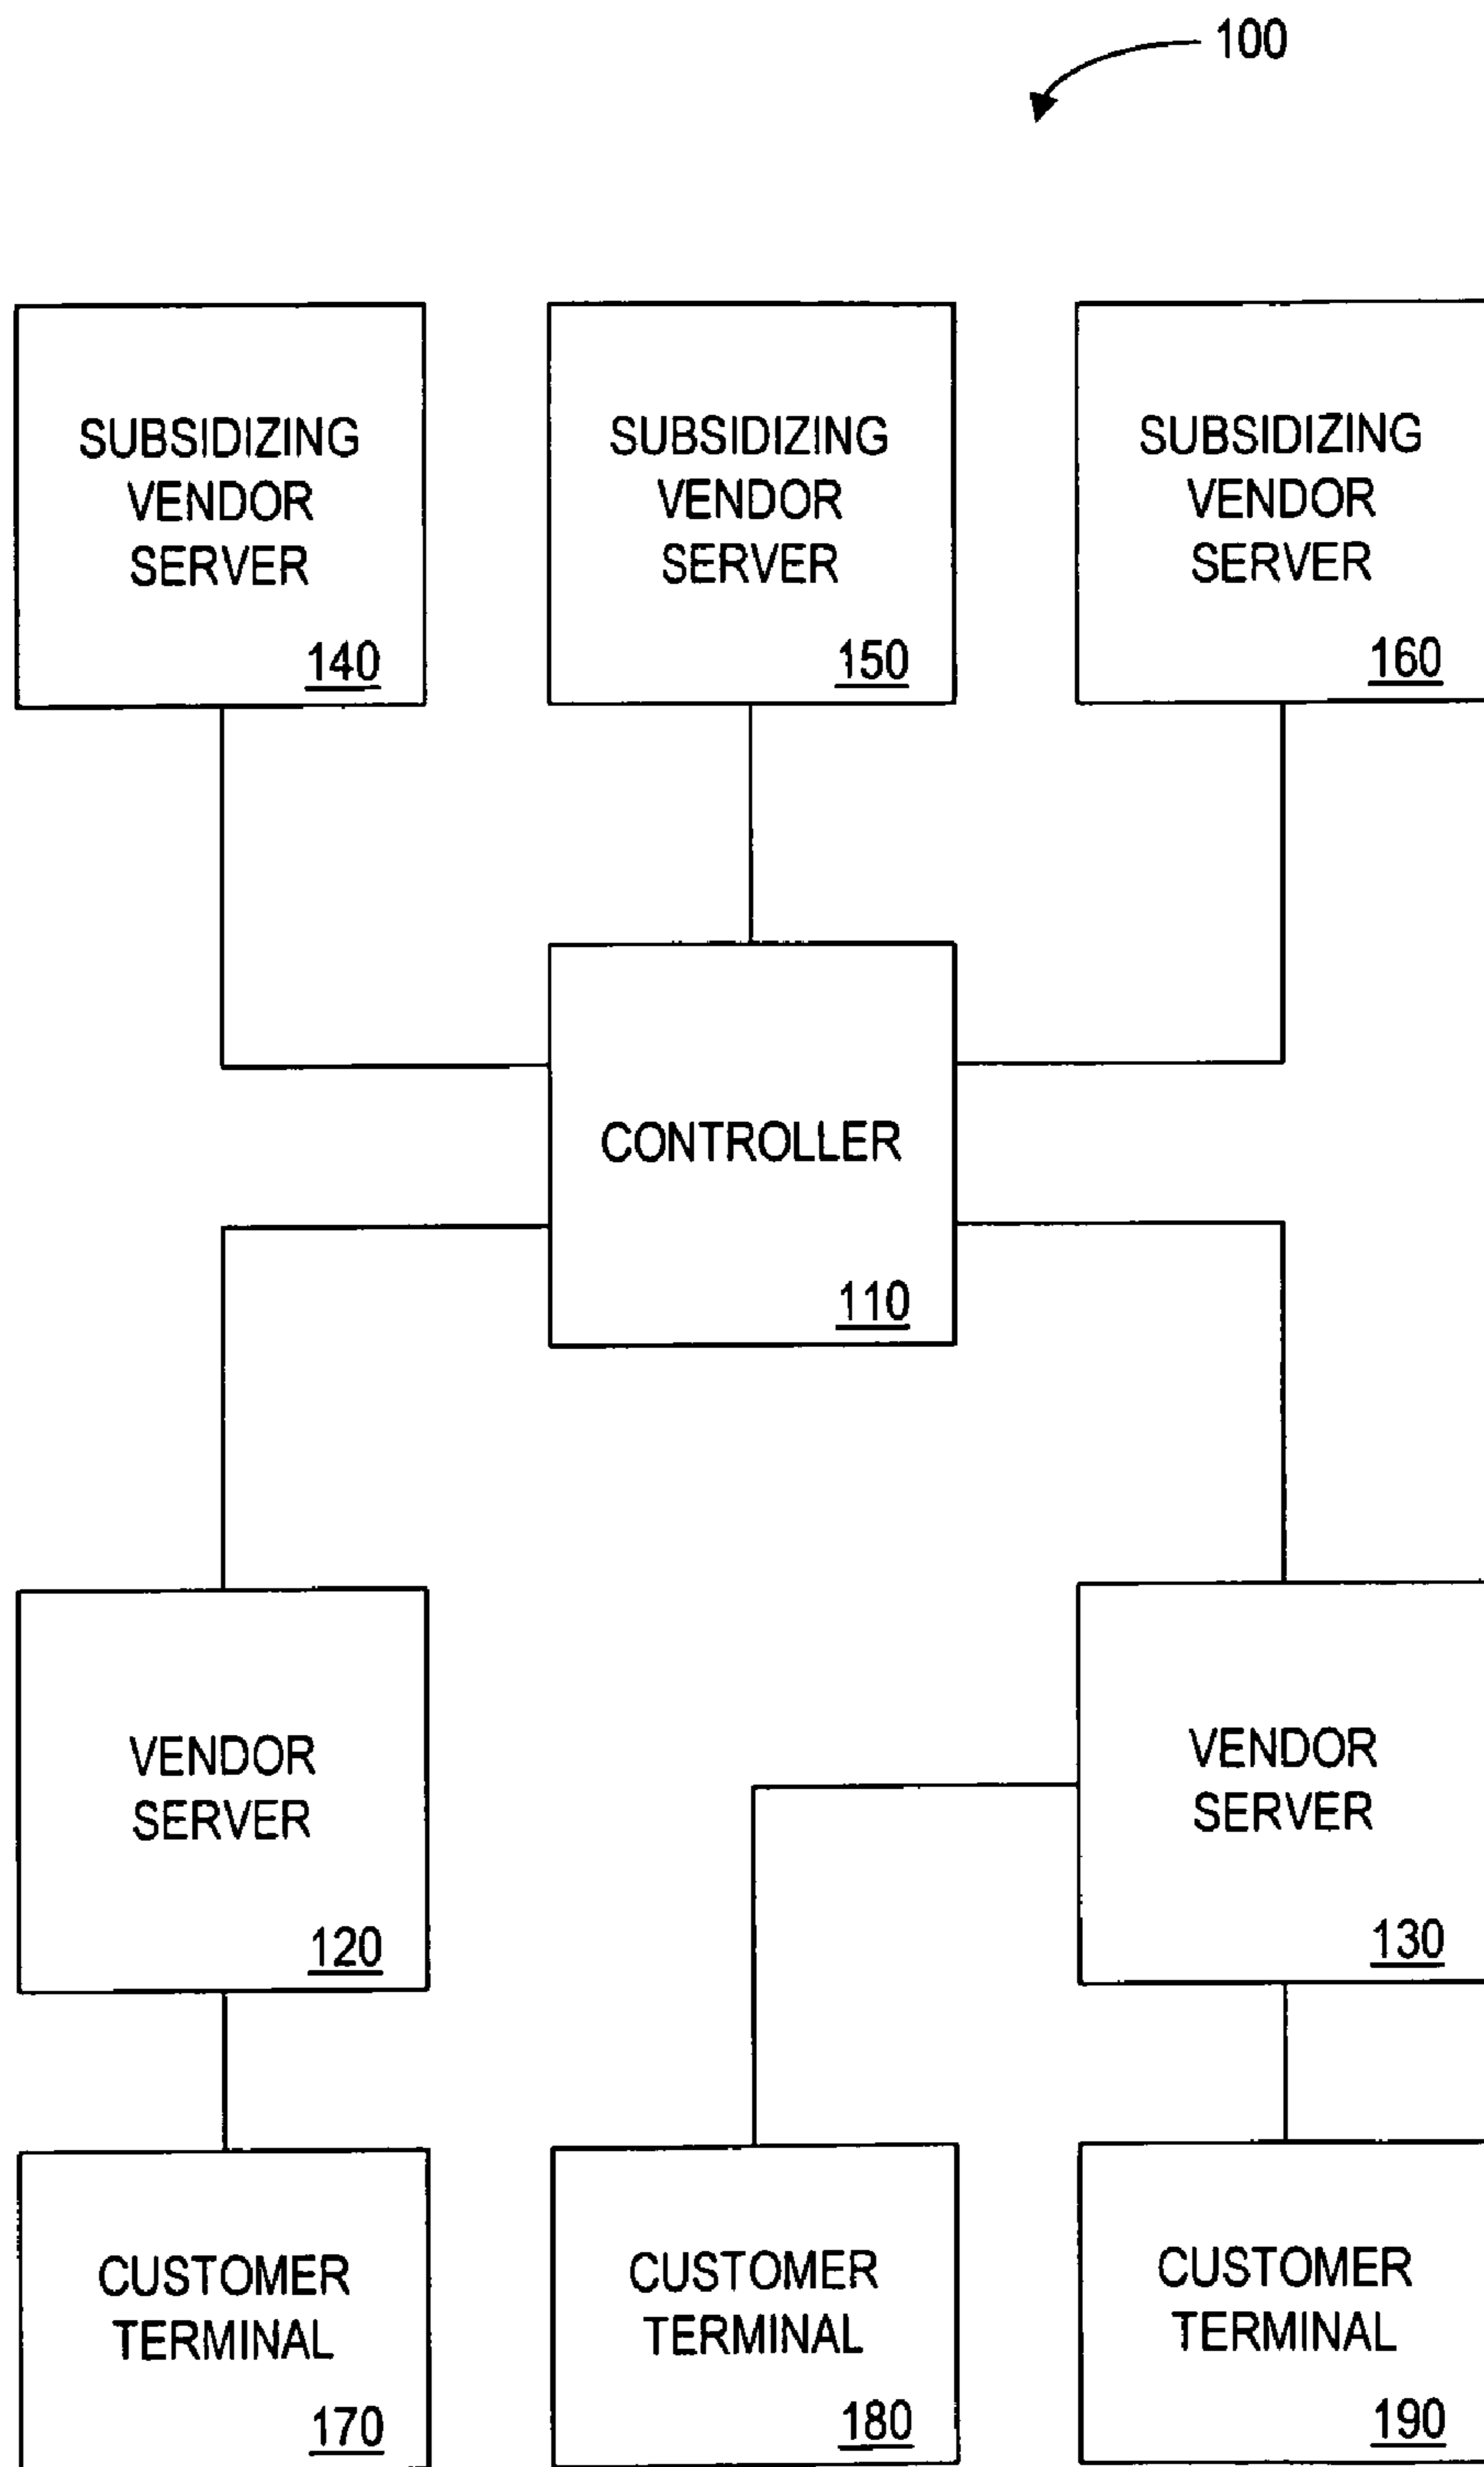 100
SUBSIDIZING
VENDOR
SERVER
140
SUBSIDIZING
VENDOR
SERVER
150
SUBSIDIZING
VENDOR
SERVER
160
CONTROLLER
110
VENDOR
SERVER
120
VENDOR
SERVER
130
CUSTOMER
TERMINAL
170
CUSTOMER
TERMINAL
180
CUSTOMER
TERMINAL
190